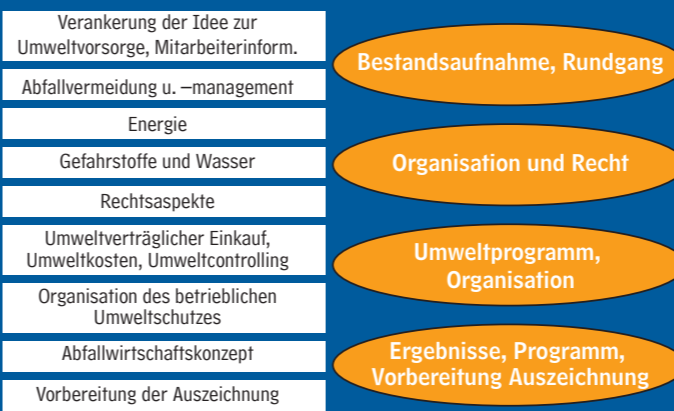 Verankerung der Idee zur
Umweltvorsorge, Mitarbeiterinform.
Abfallvermeidung u. –management
Energie
Gefahrstoffe und Wasser
Rechtsaspekte
Umweltverträglicher Einkauf,
Umweltkosten, Umweltcontrolling
Organisation des betrieblichen
Umweltschutzes
Abfallwirtschaftskonzept
Vorbereitung der Auszeichnung
Bestandsaufnahme, Rundgang
Organisation und Recht
Umweltprogramm,
Organisation
Ergebnisse, Programm,
Vorbereitung Auszeichnung